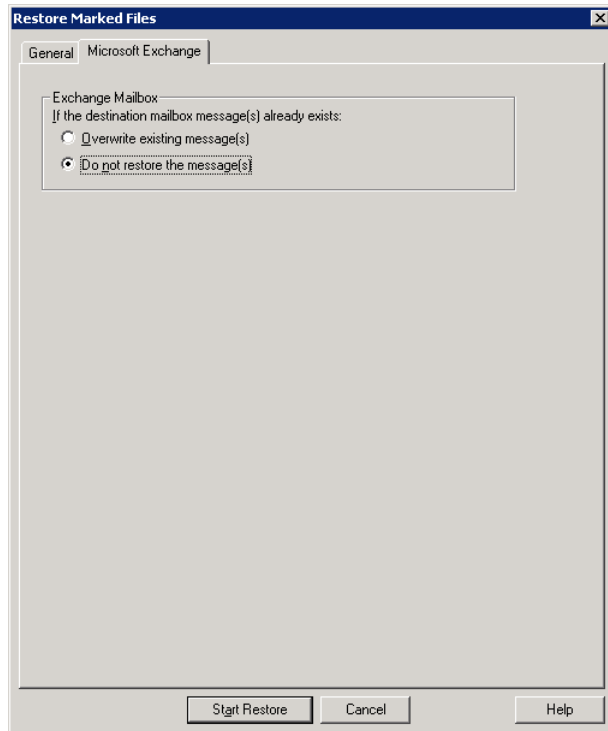 Restore Marked Files
General Microsoft Exchange
Exchange Mailbox
If the destination mailbox message(s) already exists:
Overwrite existing message(s)
Do not restore the message(s)
Start Restore Cancel Help